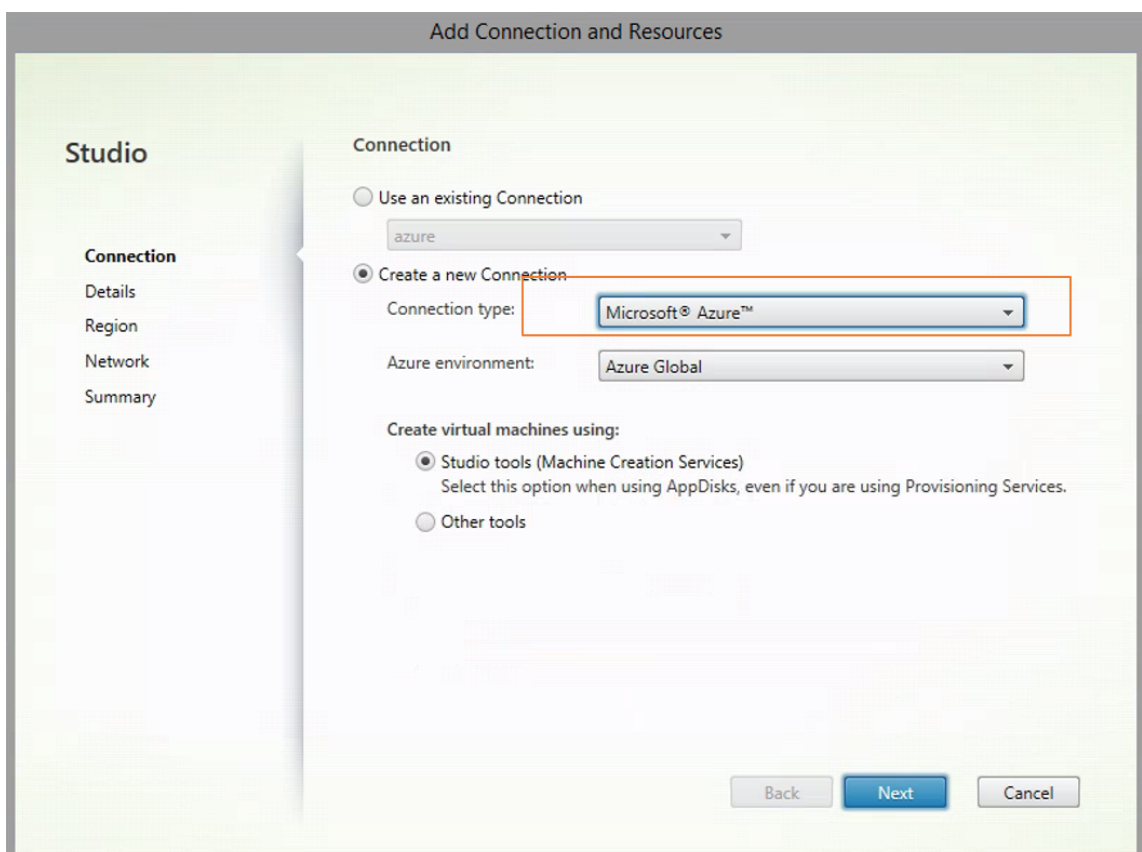 Add Connection and Resources
Studio
Connection
Details
Region
Network
Summary
Connection
Use an existing Connection
azure
Create a new Connection
Connection type:
Microsoft® Azure™
Azure environment:
Azure Global
Create virtual machines using:
Studio tools (Machine Creation Services)
Select this option when using AppDisks, even if you are using Provisioning Services.
Other tools
Back
Next
Cancel